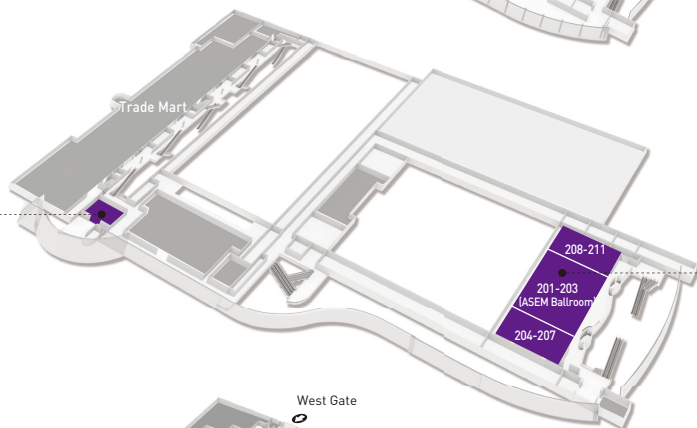 Trade Mart
208-211
201-203
(ASEM Ballroom)
204-207
West Gate